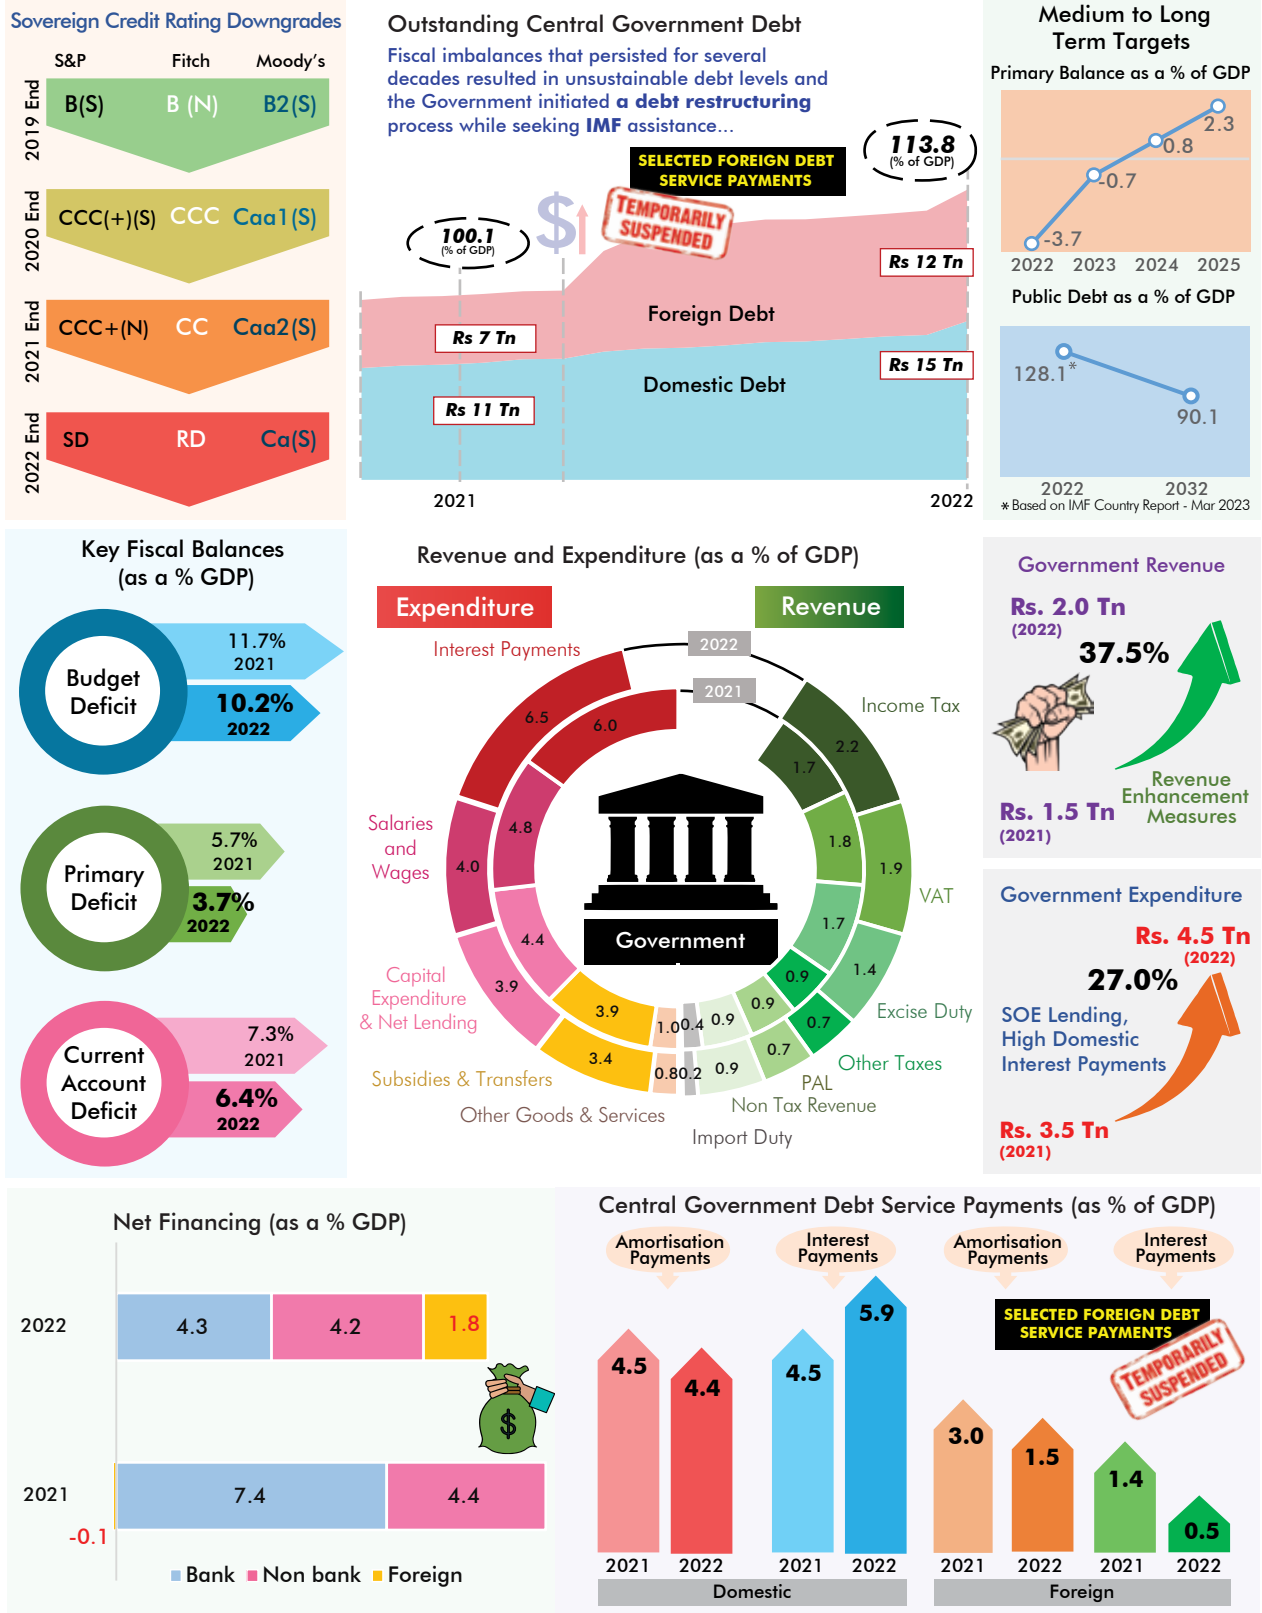 Sovereign Credit Rating Downgrades
S&P Fitch Moody's
2019 End
B(S) B (N) B2(S)
2020 End
CCC(+)(S) CCC Caa1(S)
2021 End
CCC+(N) CC Caa2(S)
2022 End
SD RD Ca(S)
Outstanding Central Government Debt
Fiscal imbalances that persisted for several
decades resulted in unsustainable debt levels and
the Government initiated a debt restructuring
process while seeking IMF assistance...
SELECTED FOREIGN DEBT
SERVICE PAYMENTS
TEMPORARILY
SUSPENDED
113.8
(% of GDP)
100.1
(% of GDP)
$
Rs 12 Tn
Foreign Debt
Rs 7 Tn
Rs 15 Tn
Domestic Debt
Rs 11 Tn
2021 2022
Medium to Long
Term Targets
Primary Balance as a % of GDP
2.3
0.8
-0.7
-3.7
2022 2023 2024 2025
Public Debt as a % of GDP
128.1*
90.1
2022 2032
* Based on IMF Country Report - Mar 2023
Key Fiscal Balances
(as a % GDP)
Budget
Deficit
11.7%
2021
10.2%
2022
Primary
Deficit
5.7%
2021
3.7%
2022
Current
Account
Deficit
7.3%
2021
6.4%
2022
Revenue and Expenditure (as a % of GDP)
Expenditure
Revenue
2022
2021
Interest Payments
6.5
6.0
Salaries
and
Wages
4.0
4.8
Capital
Expenditure
& Net Lending
3.9
4.4
Subsidies & Transfers
3.4
3.9
Other Goods & Services
0.8
1.0
Income Tax
2.2
1.7
VAT
1.9
1.8
Excise Duty
1.4
1.7
Other Taxes
0.7
0.9
PAL
0.7
0.9
Non Tax Revenue
0.9
0.9
Import Duty
0.2
0.4
Government
Government Revenue
Rs. 2.0 Tn
(2022)
37.5%
Revenue
Enhancement
Measures
Rs. 1.5 Tn
(2021)
Government Expenditure
Rs. 4.5 Tn
(2022)
27.0%
SOE Lending,
High Domestic
Interest Payments
Rs. 3.5 Tn
(2021)
Net Financing (as a % GDP)
2022
4.3 4.2 1.8
$
2021
7.4 4.4
-0.1
Bank Non bank Foreign
Central Government Debt Service Payments (as % of GDP)
Amortisation
Payments
Interest
Payments
Amortisation
Payments
Interest
Payments
SELECTED FOREIGN DEBT
SERVICE PAYMENTS
TEMPORARILY
SUSPENDED
4.5 4.4 4.5 5.9 3.0 1.5 1.4 0.5
2021 2022 2021 2022 2021 2022 2021 2022
Domestic Foreign